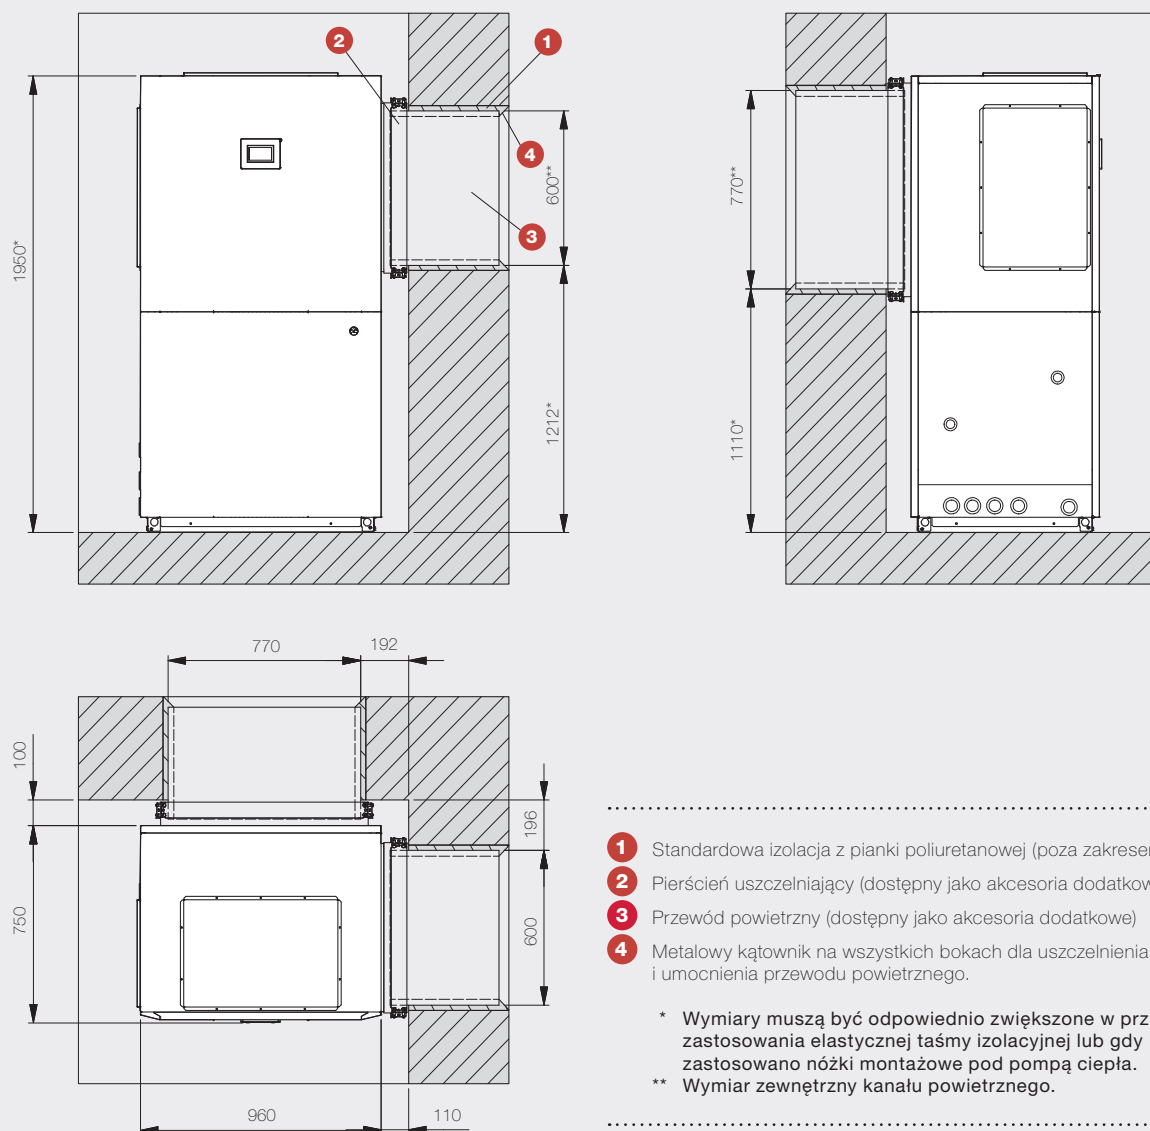 2
1
4
3
1950*
600**
1212*
770**
1110*
770
192
100
750
196
600
960
110
1 Standardowa izolacja z pianki poliuretanowej (poza
2 Pierścień uszczelniający (dostępny jako akcesoria
3 Przewód powietrzny (dostępny jako akcesoria dodatkowe)
4 Metalowy kątownik na wszystkich bokach dla uszczelnienia
i umocnienia przewodu powietrznego.
* Wymiary muszą być odpowiednio zwiększone w
zastosowania elastycznej taśmy izolacyjnej lub gdy
zastosowano nóżki montażowe pod pompą ciepła.
** Wymiar zewnętrzny kanału powietrznego.